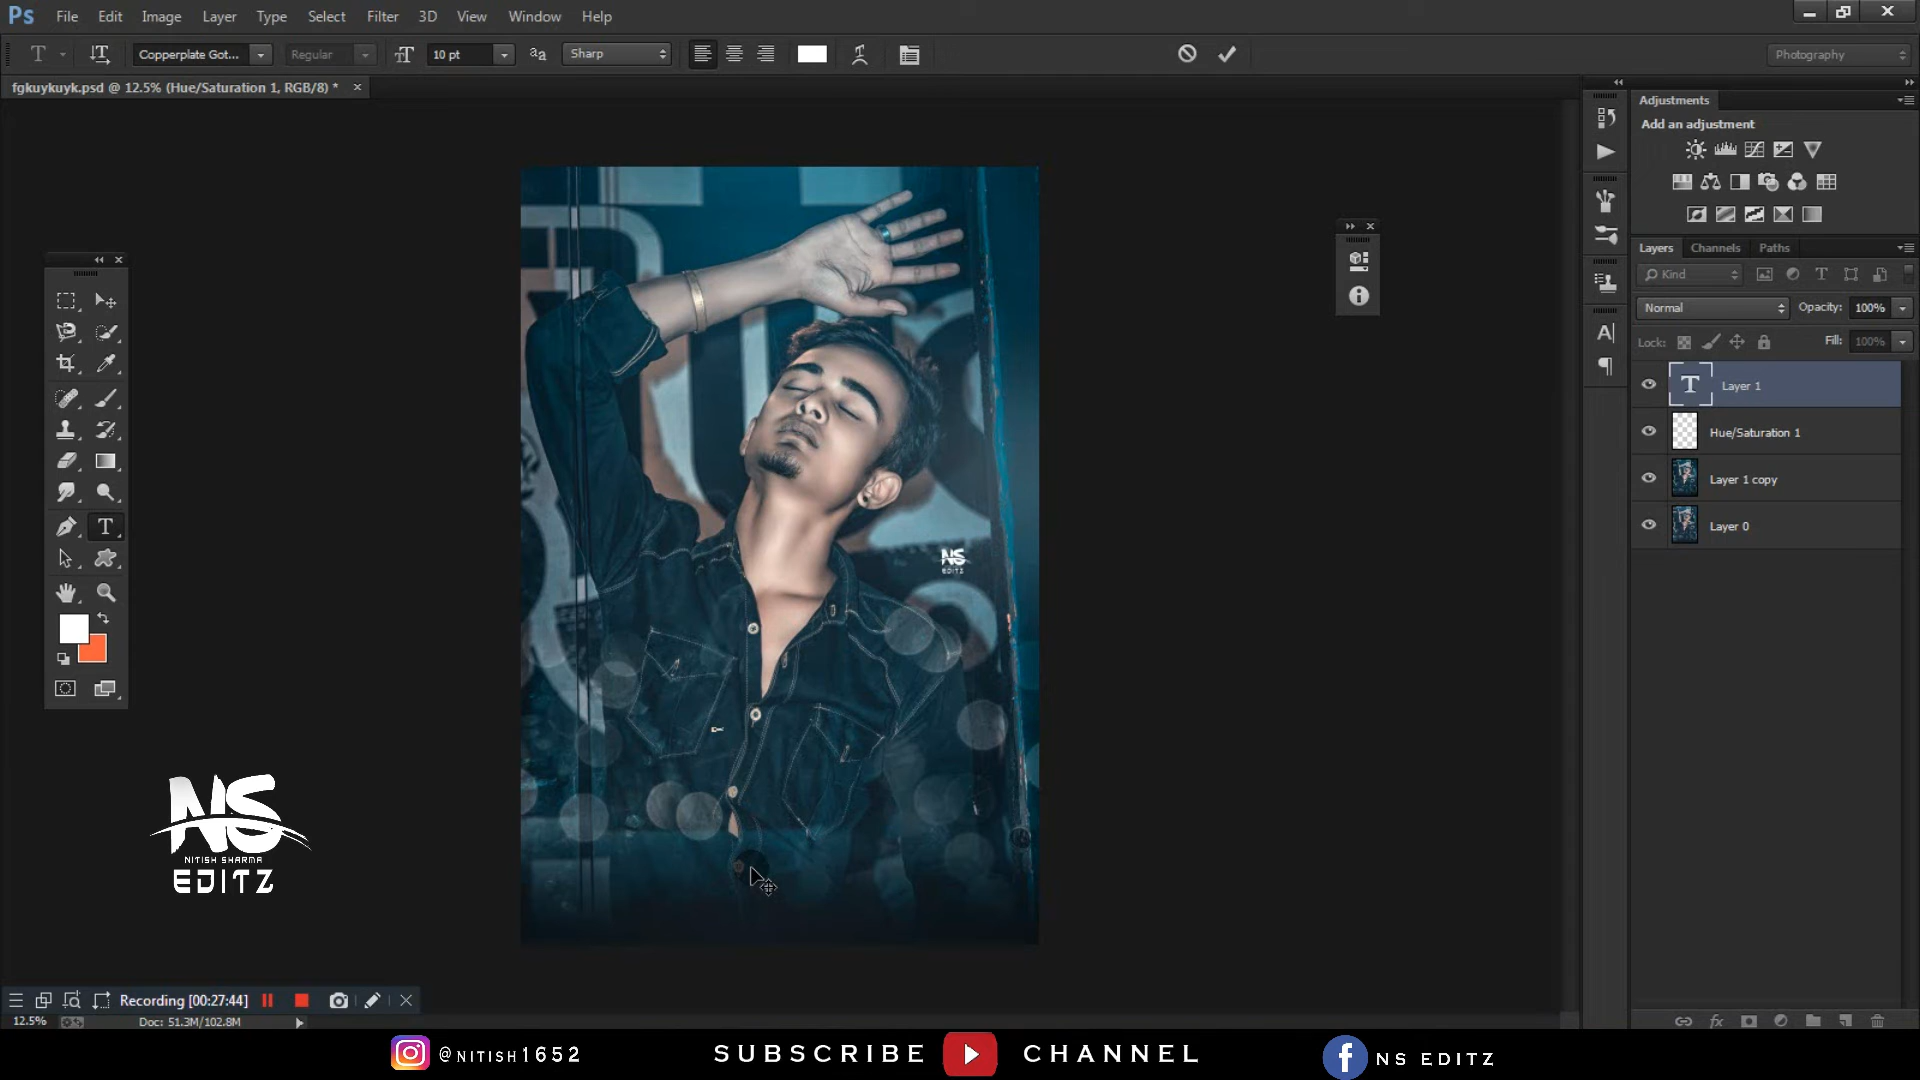 Ps File Edit Image Layer Type Select Filter 3D View Window Help
T Copperplate Got... Regular 10 pt aa Sharp Photography
fgkuykuyk.psd @ 12.5% (Hue/Saturation 1, RGB/8) * ×
Adjustments
Add an adjustment
Layers Channels Paths
Kind
Normal Opacity: 100%
Lock: Fill: 100%
T Layer 1
Hue/Saturation 1
Layer 1 copy
Layer 0
NS
EDITZ
NS
NITISH SHARMA
EDITZ
Recording [00:27:44]
12.5% Doc: 51.3M/102.8M
@NITISH1652 SUBSCRIBE CHANNEL NS EDITZ